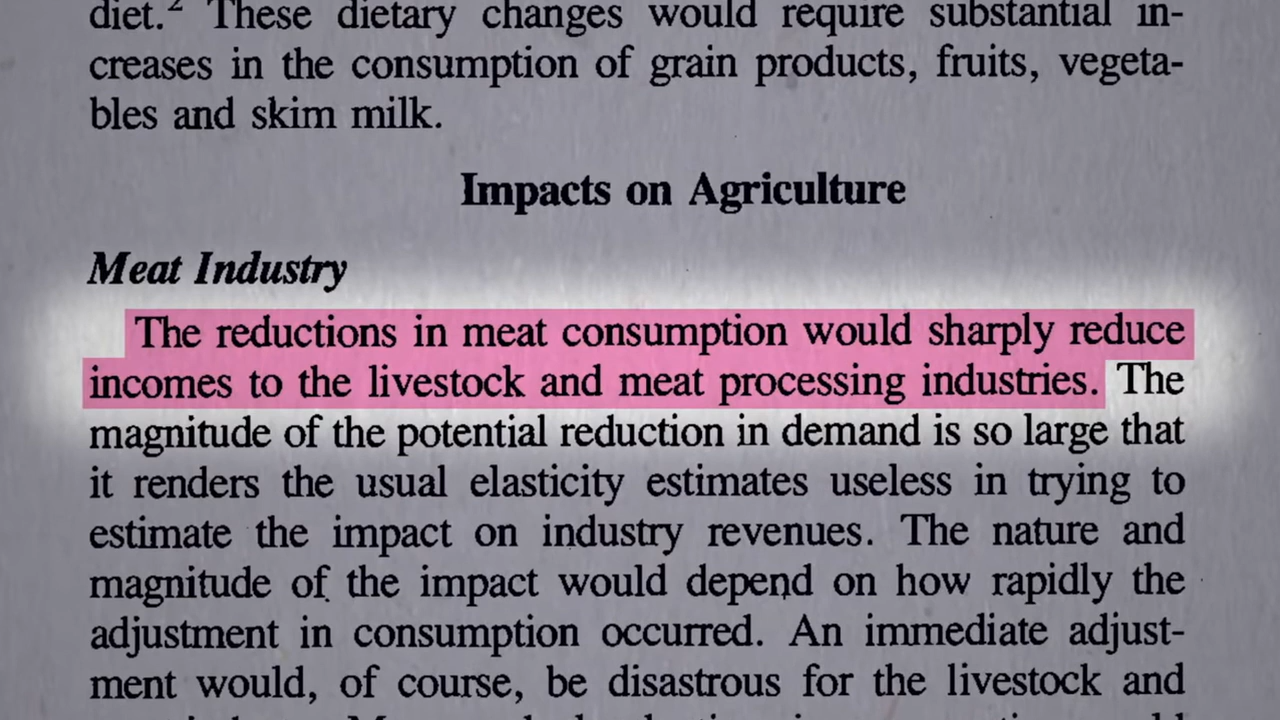 diet.² These dietary changes would require substantial in-
creases in the consumption of grain products, fruits, vegeta-
bles and skim milk.
Impacts on Agriculture
Meat Industry
The reductions in meat consumption would sharply reduce
incomes to the livestock and meat processing industries. The
magnitude of the potential reduction in demand is so large that
it renders the usual elasticity estimates useless in trying to
estimate the impact on industry revenues. The nature and
magnitude of the impact would depend on how rapidly the
adjustment in consumption occurred. An immediate adjust-
ment would, of course, be disastrous for the livestock and